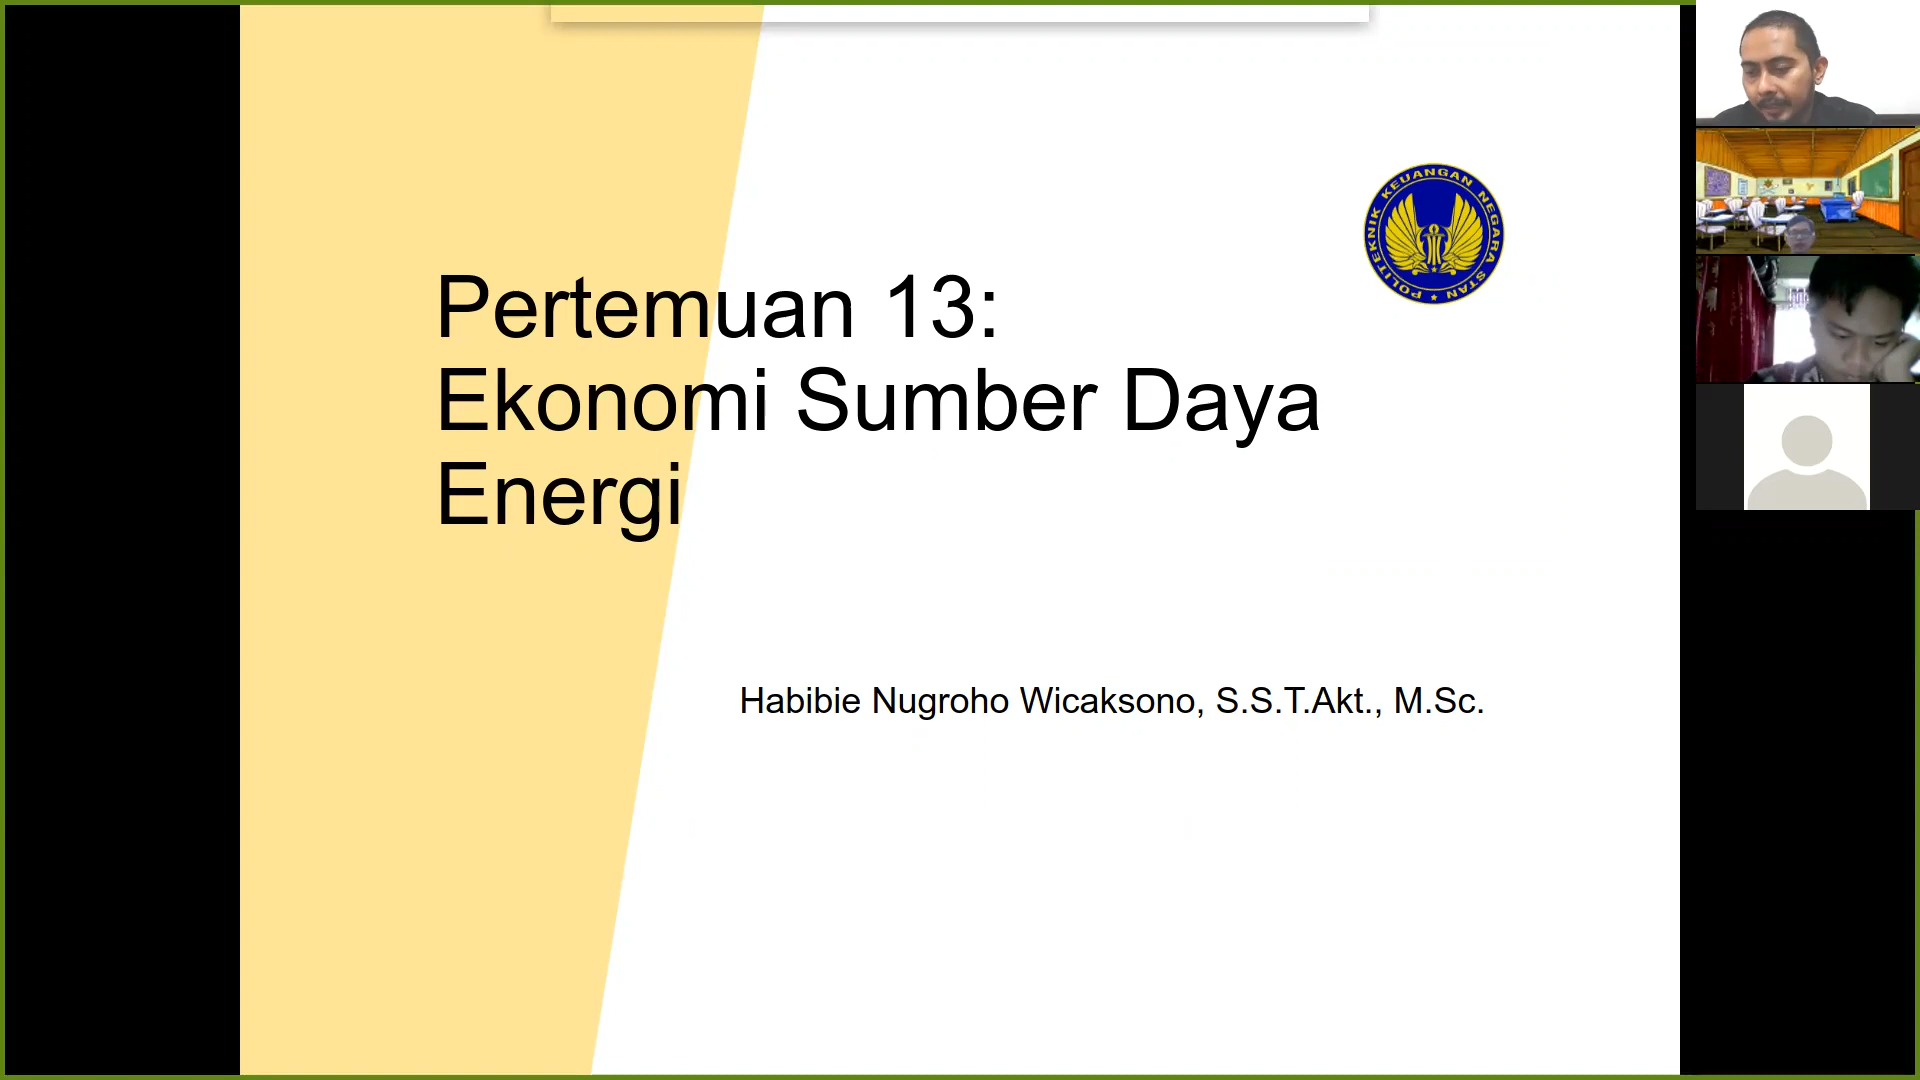 Pertemuan 13:
Ekonomi Sumber Daya
Energi
POLITEKNIK KEUANGAN NEGARA STAN
Habibie Nugroho Wicaksono, S.S.T.Akt., M.Sc.